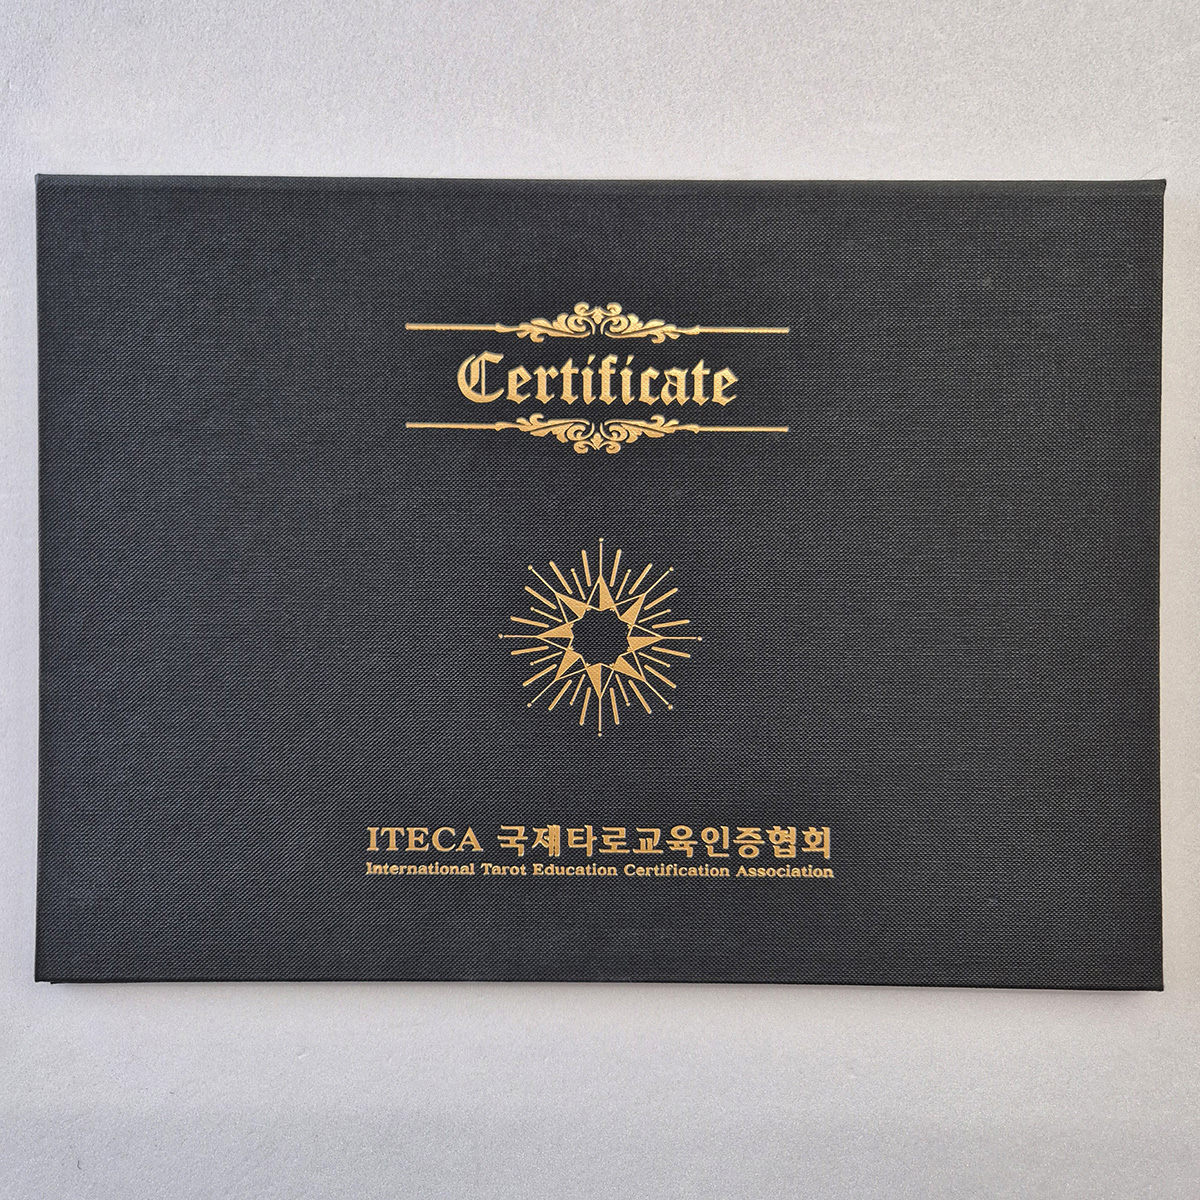 Certificate
ITECA 국제타로교육인증협회
International Tarot Education Certification Association